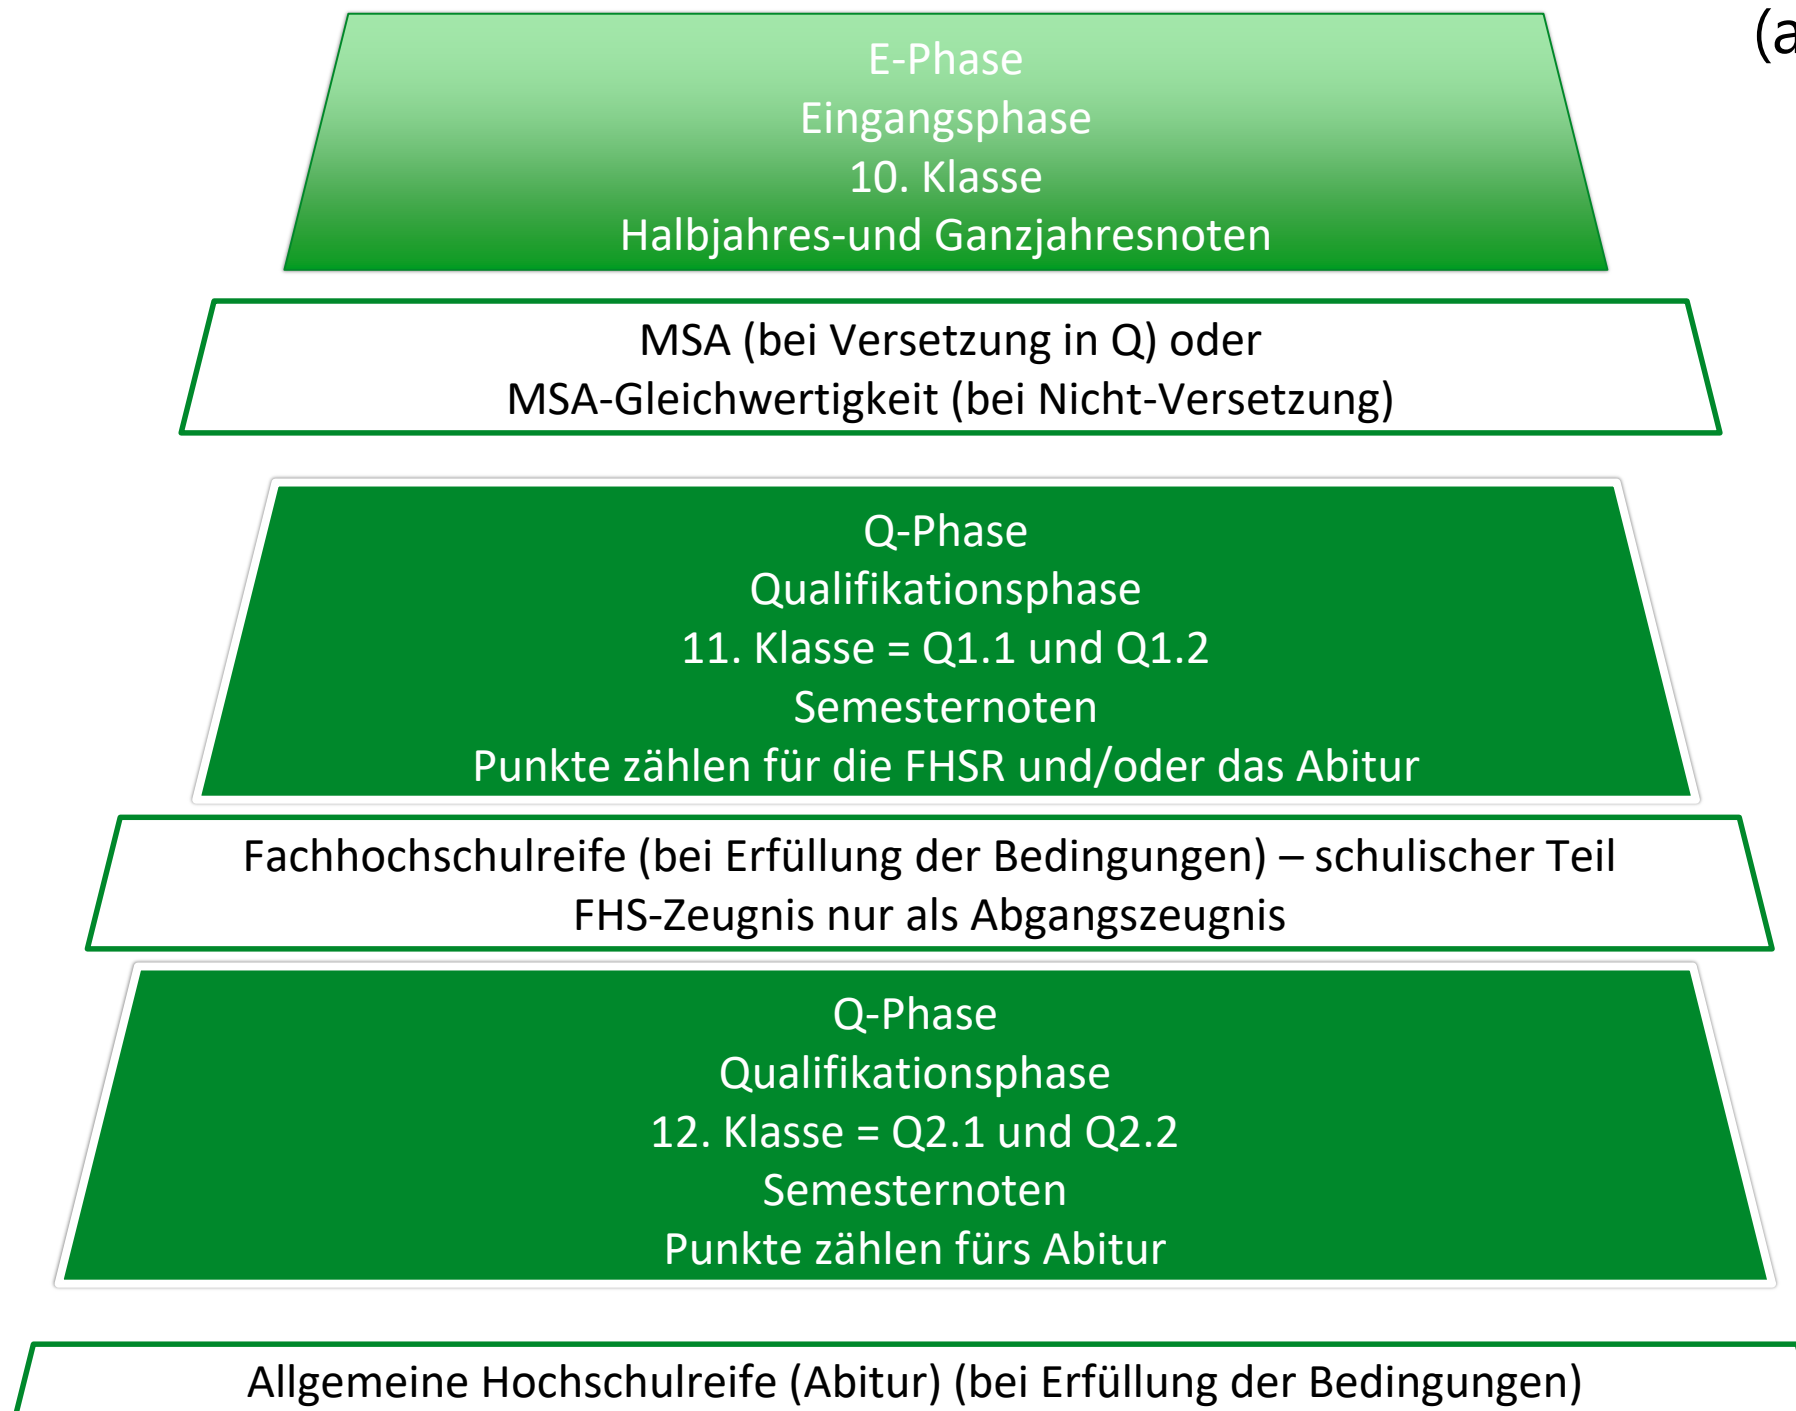 (a
E-Phase
Eingangsphase
10. Klasse
Halbjahres-und Ganzjahresnoten
MSA (bei Versetzung in Q) oder
MSA-Gleichwertigkeit (bei Nicht-Versetzung)
Q-Phase
Qualifikationsphase
11. Klasse = Q1.1 und Q1.2
Semesternoten
Punkte zählen für die FHSR und/oder das Abitur
Fachhochschulreife (bei Erfüllung der Bedingungen) – schulischer Teil
FHS-Zeugnis nur als Abgangszeugnis
Q-Phase
Qualifikationsphase
12. Klasse = Q2.1 und Q2.2
Semesternoten
Punkte zählen fürs Abitur
Allgemeine Hochschulreife (Abitur) (bei Erfüllung der Bedingungen)